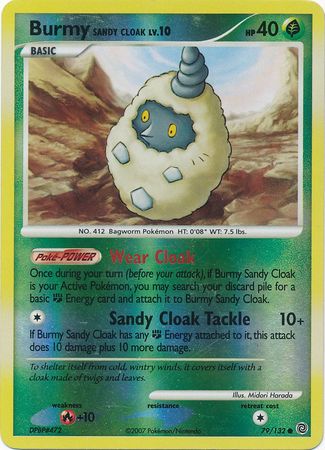 Burmy SANDY CLOAK LV.10 HP 40
BASIC
NO. 412 Bagworm Pokémon HT: 0'08" WT: 7.5 lbs.
Poké-POWER Wear Cloak
Once during your turn (before your attack), if Burmy Sandy Cloak
is your Active Pokémon, you may search your discard pile for a
basic Energy card and attach it to Burmy Sandy Cloak.
Sandy Cloak Tackle 10+
If Burmy Sandy Cloak has any Energy attached to it, this attack
does 10 damage plus 10 more damage.
To shelter itself from cold, wintry winds, it covers itself with a
cloak made of twigs and leaves.
Illus. Midori Harada
weakness resistance retreat cost
+10
DPBP#472 ©2007 Pokémon/Nintendo 79/132